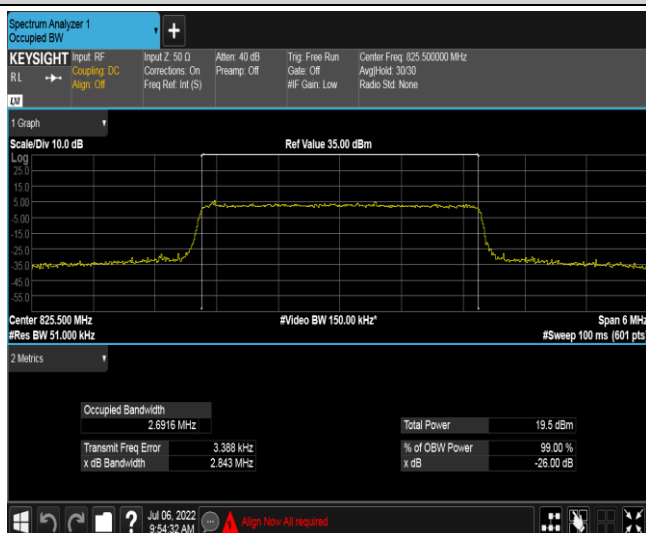 Spectrum Analyzer 1
Occupied BW
+
KEYSIGHT
RL
LXI
Input: RF
Coupling: DC
Align: Off
Input Z: 50 Ω
Corrections: On
Freq Ref: Int (S)
Atten: 40 dB
Preamp: Off
Trig: Free Run
Gate: Off
#IF Gain: Low
Center Freq: 825.500000 MHz
Avg|Hold: 30/30
Radio Std: None
1 Graph
Scale/Div 10.0 dB
Ref Value 35.00 dBm
Log
25.0
15.0
5.00
-5.00
-15.0
-25.0
-35.0
-45.0
-55.0
Center 825.500 MHz
#Video BW 150.00 kHz*
Span 6 MHz
#Res BW 51.000 kHz
#Sweep 100 ms (601 pts)
2 Metrics
Occupied Bandwidth
2.6916 MHz
Total Power 19.5 dBm
Transmit Freq Error 3.388 kHz
% of OBW Power 99.00 %
x dB Bandwidth 2.843 MHz
x dB -26.00 dB
?
Jul 06, 2022
9:54:32 AM
Align Now All required